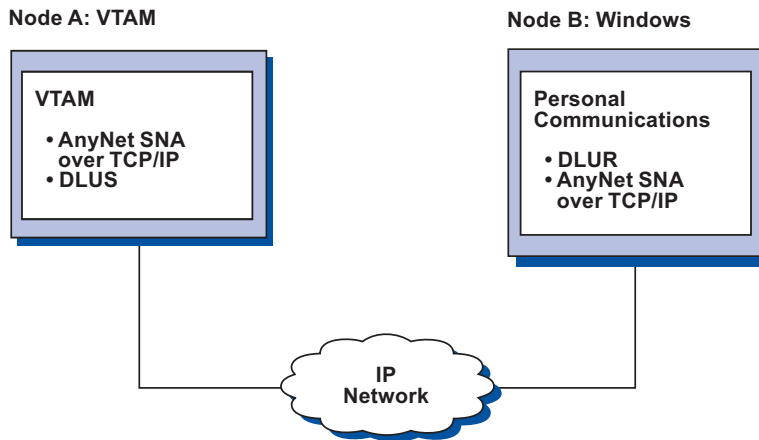 Node A: VTAM
VTAM
• AnyNet SNA
over TCP/IP
• DLUS
Node B: Windows
Personal
Communications
• DLUR
• AnyNet SNA
over TCP/IP
IP
Network